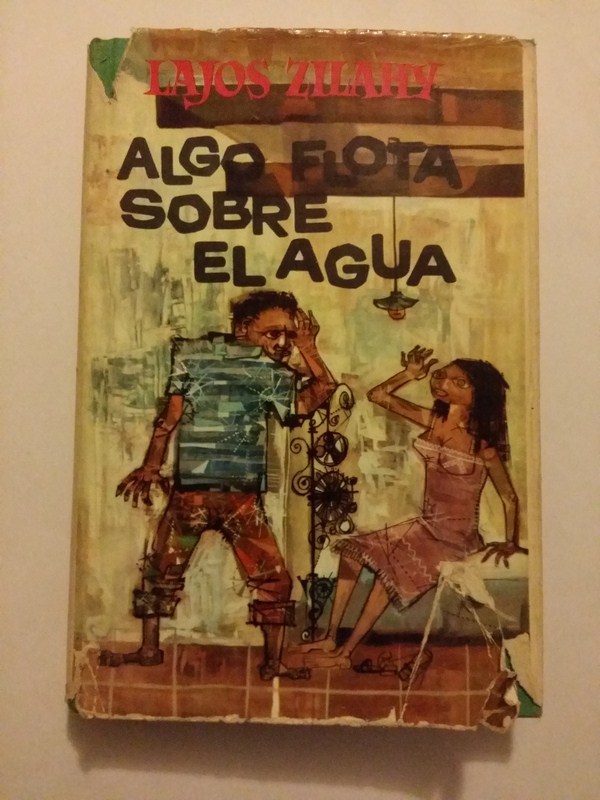 LAJOS ZILAHY
ALGO FLOTA
SOBRE
EL AGUA